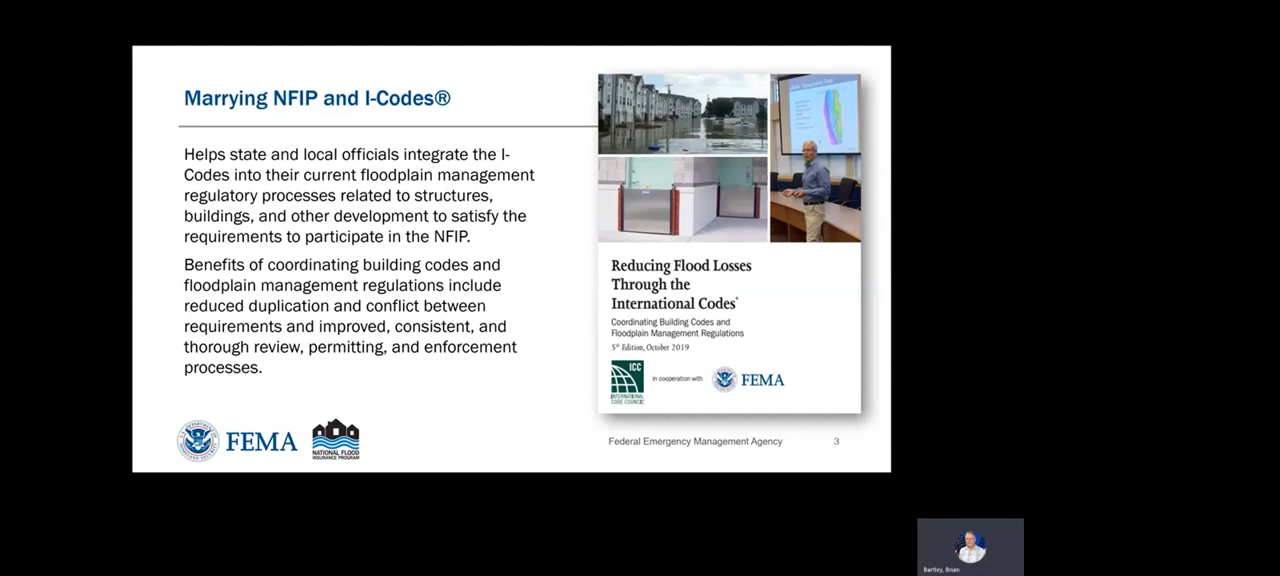 Marrying NFIP and I-Codes®
Helps state and local officials integrate the I-
Codes into their current floodplain management
regulatory processes related to structures,
buildings, and other development to satisfy the
requirements to participate in the NFIP.
Benefits of coordinating building codes and
floodplain management regulations include
reduced duplication and conflict between
requirements and improved, consistent, and
thorough review, permitting, and enforcement
processes.
FEMA
NATIONAL FLOOD
INSURANCE PROGRAM
Reducing Flood Losses
Through the
International Codes®
Coordinating Building Codes and
Floodplain Management Regulations
5th Edition, October 2019
ICC
INTERNATIONAL
CODE COUNCIL
in cooperation with
FEMA
Federal Emergency Management Agency
3
Bartley, Brian